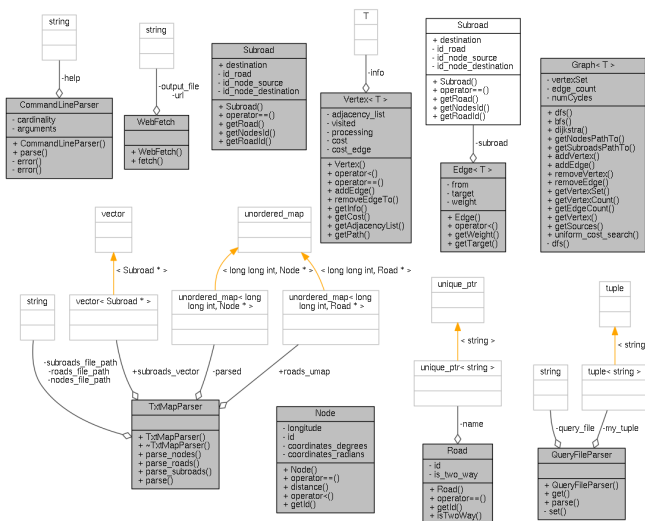 string
-help
CommandLineParser
- cardinality
- arguments
+ CommandLineParser()
+ parse()
- error()
- error()
string
-output_file
-url
WebFetch
+ WebFetch()
+ fetch()
Subroad
+ destination
- id_road
- id_node_source
- id_node_destination
+ Subroad()
+ operator==()
+ getRoad()
+ getNodesId()
+ getRoadId()
T
-info
Vertex< T >
- adjacency_list
- visited
- processing
- cost
- cost_edge
+ Vertex()
+ operator<()
+ operator==()
+ addEdge()
+ removeEdgeTo()
+ getInfo()
+ getCost()
+ getAdjacencyList()
+ getPath()
Subroad
+ destination
- id_road
- id_node_source
- id_node_destination
+ Subroad()
+ operator==()
+ getRoad()
+ getNodesId()
+ getRoadId()
-subroad
Edge< T >
- from
- target
- weight
+ Edge()
+ operator<()
+ getWeight()
+ getTarget()
Graph< T >
- vertexSet
- edge_count
- numCycles
+ dfs()
+ bfs()
+ dijkstra()
+ getNodesPathTo()
+ getSubroadsPathTo()
+ addVertex()
+ addEdge()
+ removeVertex()
+ removeEdge()
+ getVertexSet()
+ getVertexCount()
+ getEdgeCount()
+ getVertex()
+ getSources()
+ uniform_cost_search()
- dfs()
vector
< Subroad * >
unordered_map
< long long int, Node * >
< long long int, Road * >
string
vector< Subroad * >
unordered_map< long
long int, Node * >
unordered_map< long
long int, Road * >
-subroads_file_path
-roads_file_path
-nodes_file_path
+subroads_vector
-parsed
+roads_umap
TxtMapParser
+ TxtMapParser()
+ ~TxtMapParser()
+ parse_nodes()
+ parse_roads()
+ parse_subroads()
+ parse()
Node
- longitude
- id
- coordinates_degrees
- coordinates_radians
+ Node()
+ operator==()
+ distance()
+ operator<()
+ getId()
unique_ptr
< string >
unique_ptr< string >
-name
Road
- id
- is_two_way
+ Road()
+ operator==()
+ getId()
+ isTwoWay()
tuple
< string
string
tuple< string >
-query_file
-my_tuple
QueryFileParser
+ QueryFileParser()
+ get()
+ parse()
- set()